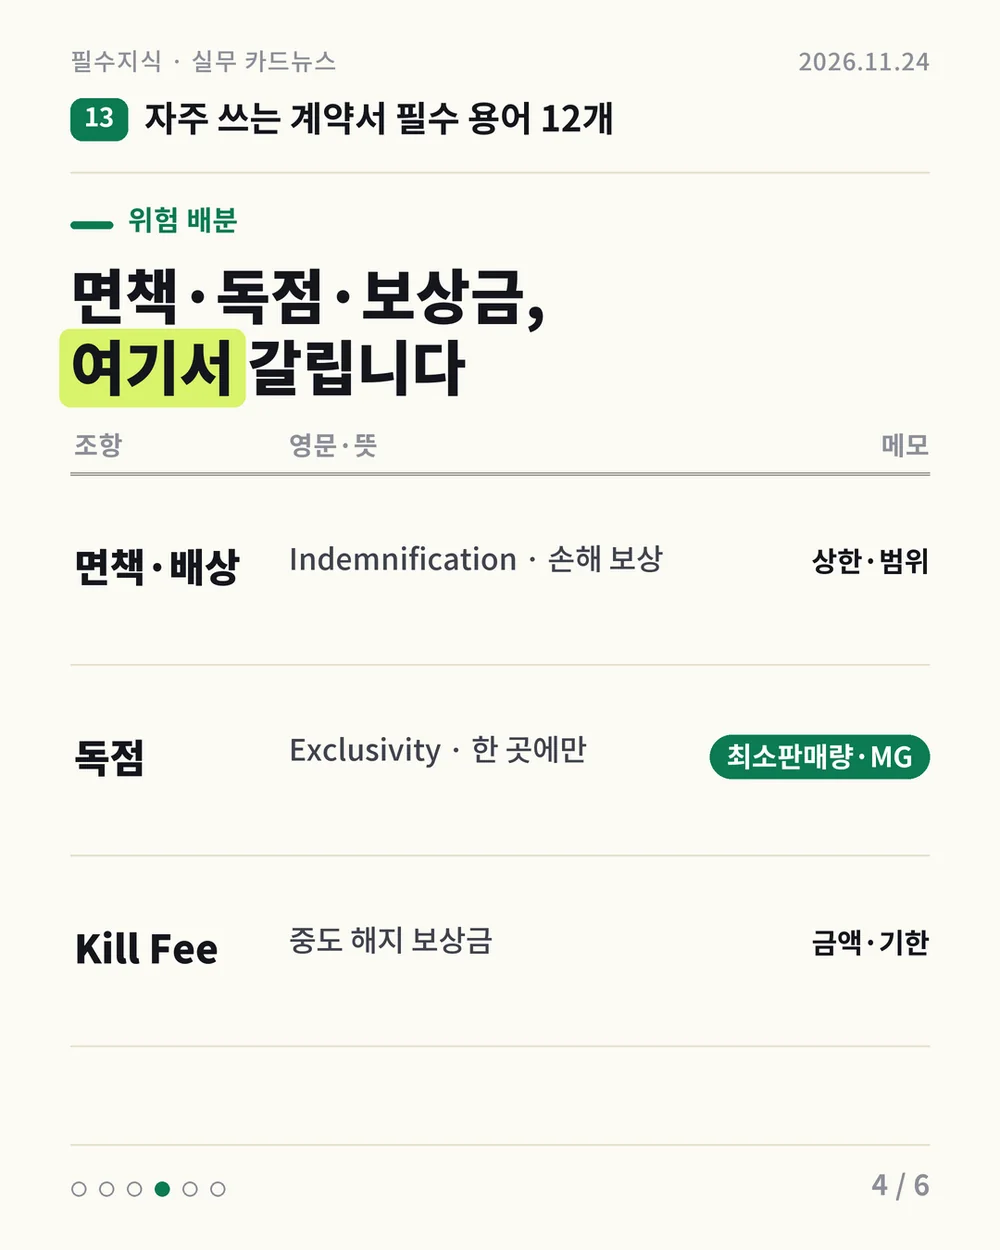 필수지식 · 실무 카드뉴스
2026.11.24
13 자주 쓰는 계약서 필수 용어 12개
위험 배분
면책·독점·보상금,
여기서 갈립니다
조항 영문·뜻 메모
면책·배상 Indemnification · 손해 보상 상한·범위
독점 Exclusivity · 한 곳에만 최소판매량·MG
Kill Fee 중도 해지 보상금 금액·기한
4 / 6